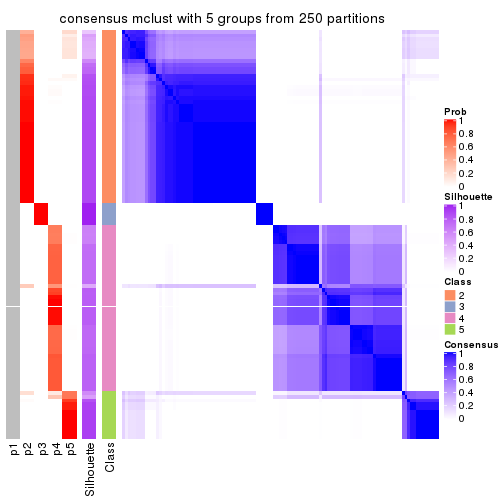 consensus mclust with 5 groups from 250 partitions
Prob
1
0.8
0.6
0.4
0.2
0
Silhouette
1
0.8
0.6
0.4
0.2
0
Class
2
3
4
5
Consensus
1
0.8
0.6
0.4
0.2
0
p1
p2
p3
p4
p5
Silhouette
Class